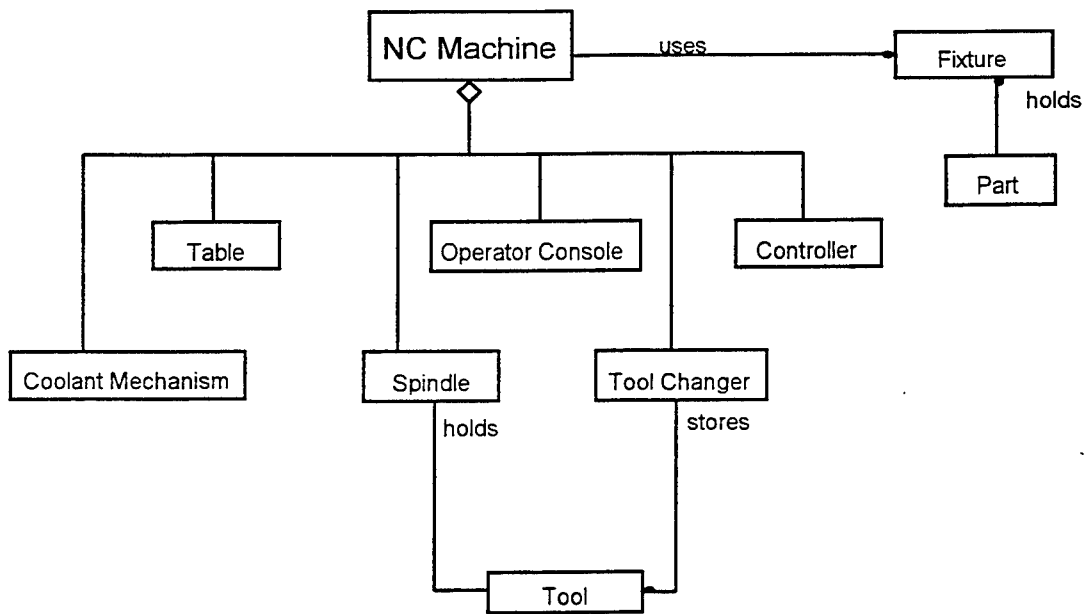 NC Machine
uses
Fixture
holds
Part
Table
Operator Console
Controller
Coolant Mechanism
Spindle
Tool Changer
holds
stores
Tool